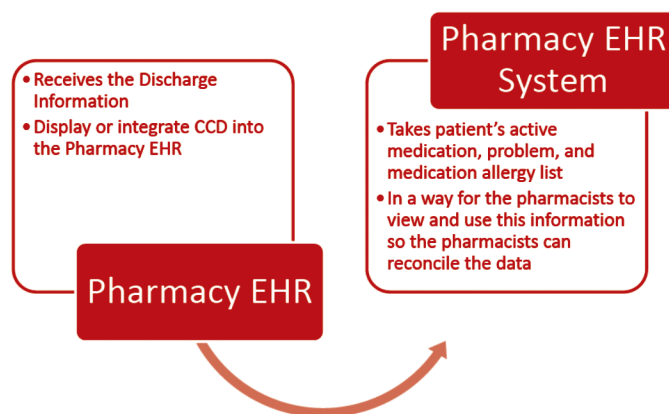 • Receives the Discharge
Information
• Display or integrate CCD into
the Pharmacy EHR
Pharmacy EHR
Pharmacy EHR
System
• Takes patient's active
medication, problem, and
medication allergy list
• In a way for the pharmacists to
view and use this information
so the pharmacists can
reconcile the data